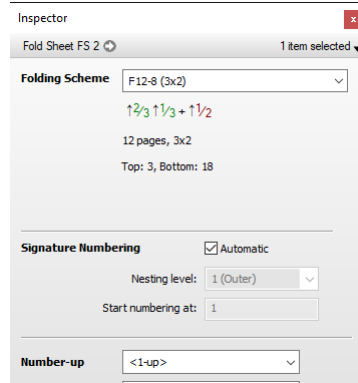 Inspector
x
Fold Sheet FS 2
1 item selected
Folding Scheme F12-8 (3x2)
↑2/3 ↑1/3 + ↑1/2
12 pages, 3x2
Top: 3, Bottom: 18
Signature Numbering Automatic
Nesting level: 1 (Outer)
Start numbering at: 1
Number-up <1-up>